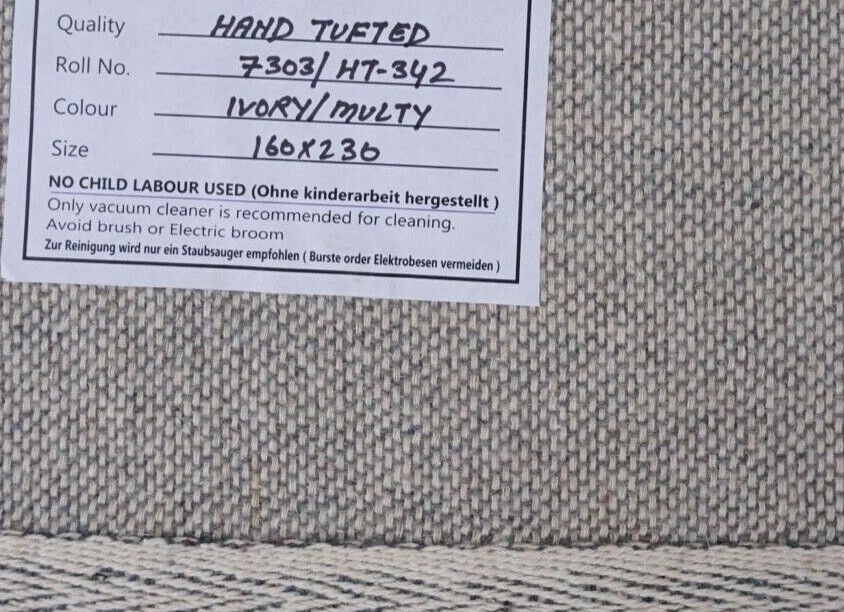 Quality HAND TUFTED
Roll No. 7303/HT-342
Colour IVORY/MULTY
Size 160X230
NO CHILD LABOUR USED (Ohne kinderarbeit hergestellt )
Only vacuum cleaner is recommended for cleaning.
Avoid brush or Electric broom
Zur Reinigung wird nur ein Staubsauger empfohlen ( Burste order Elektrobesen vermeiden )